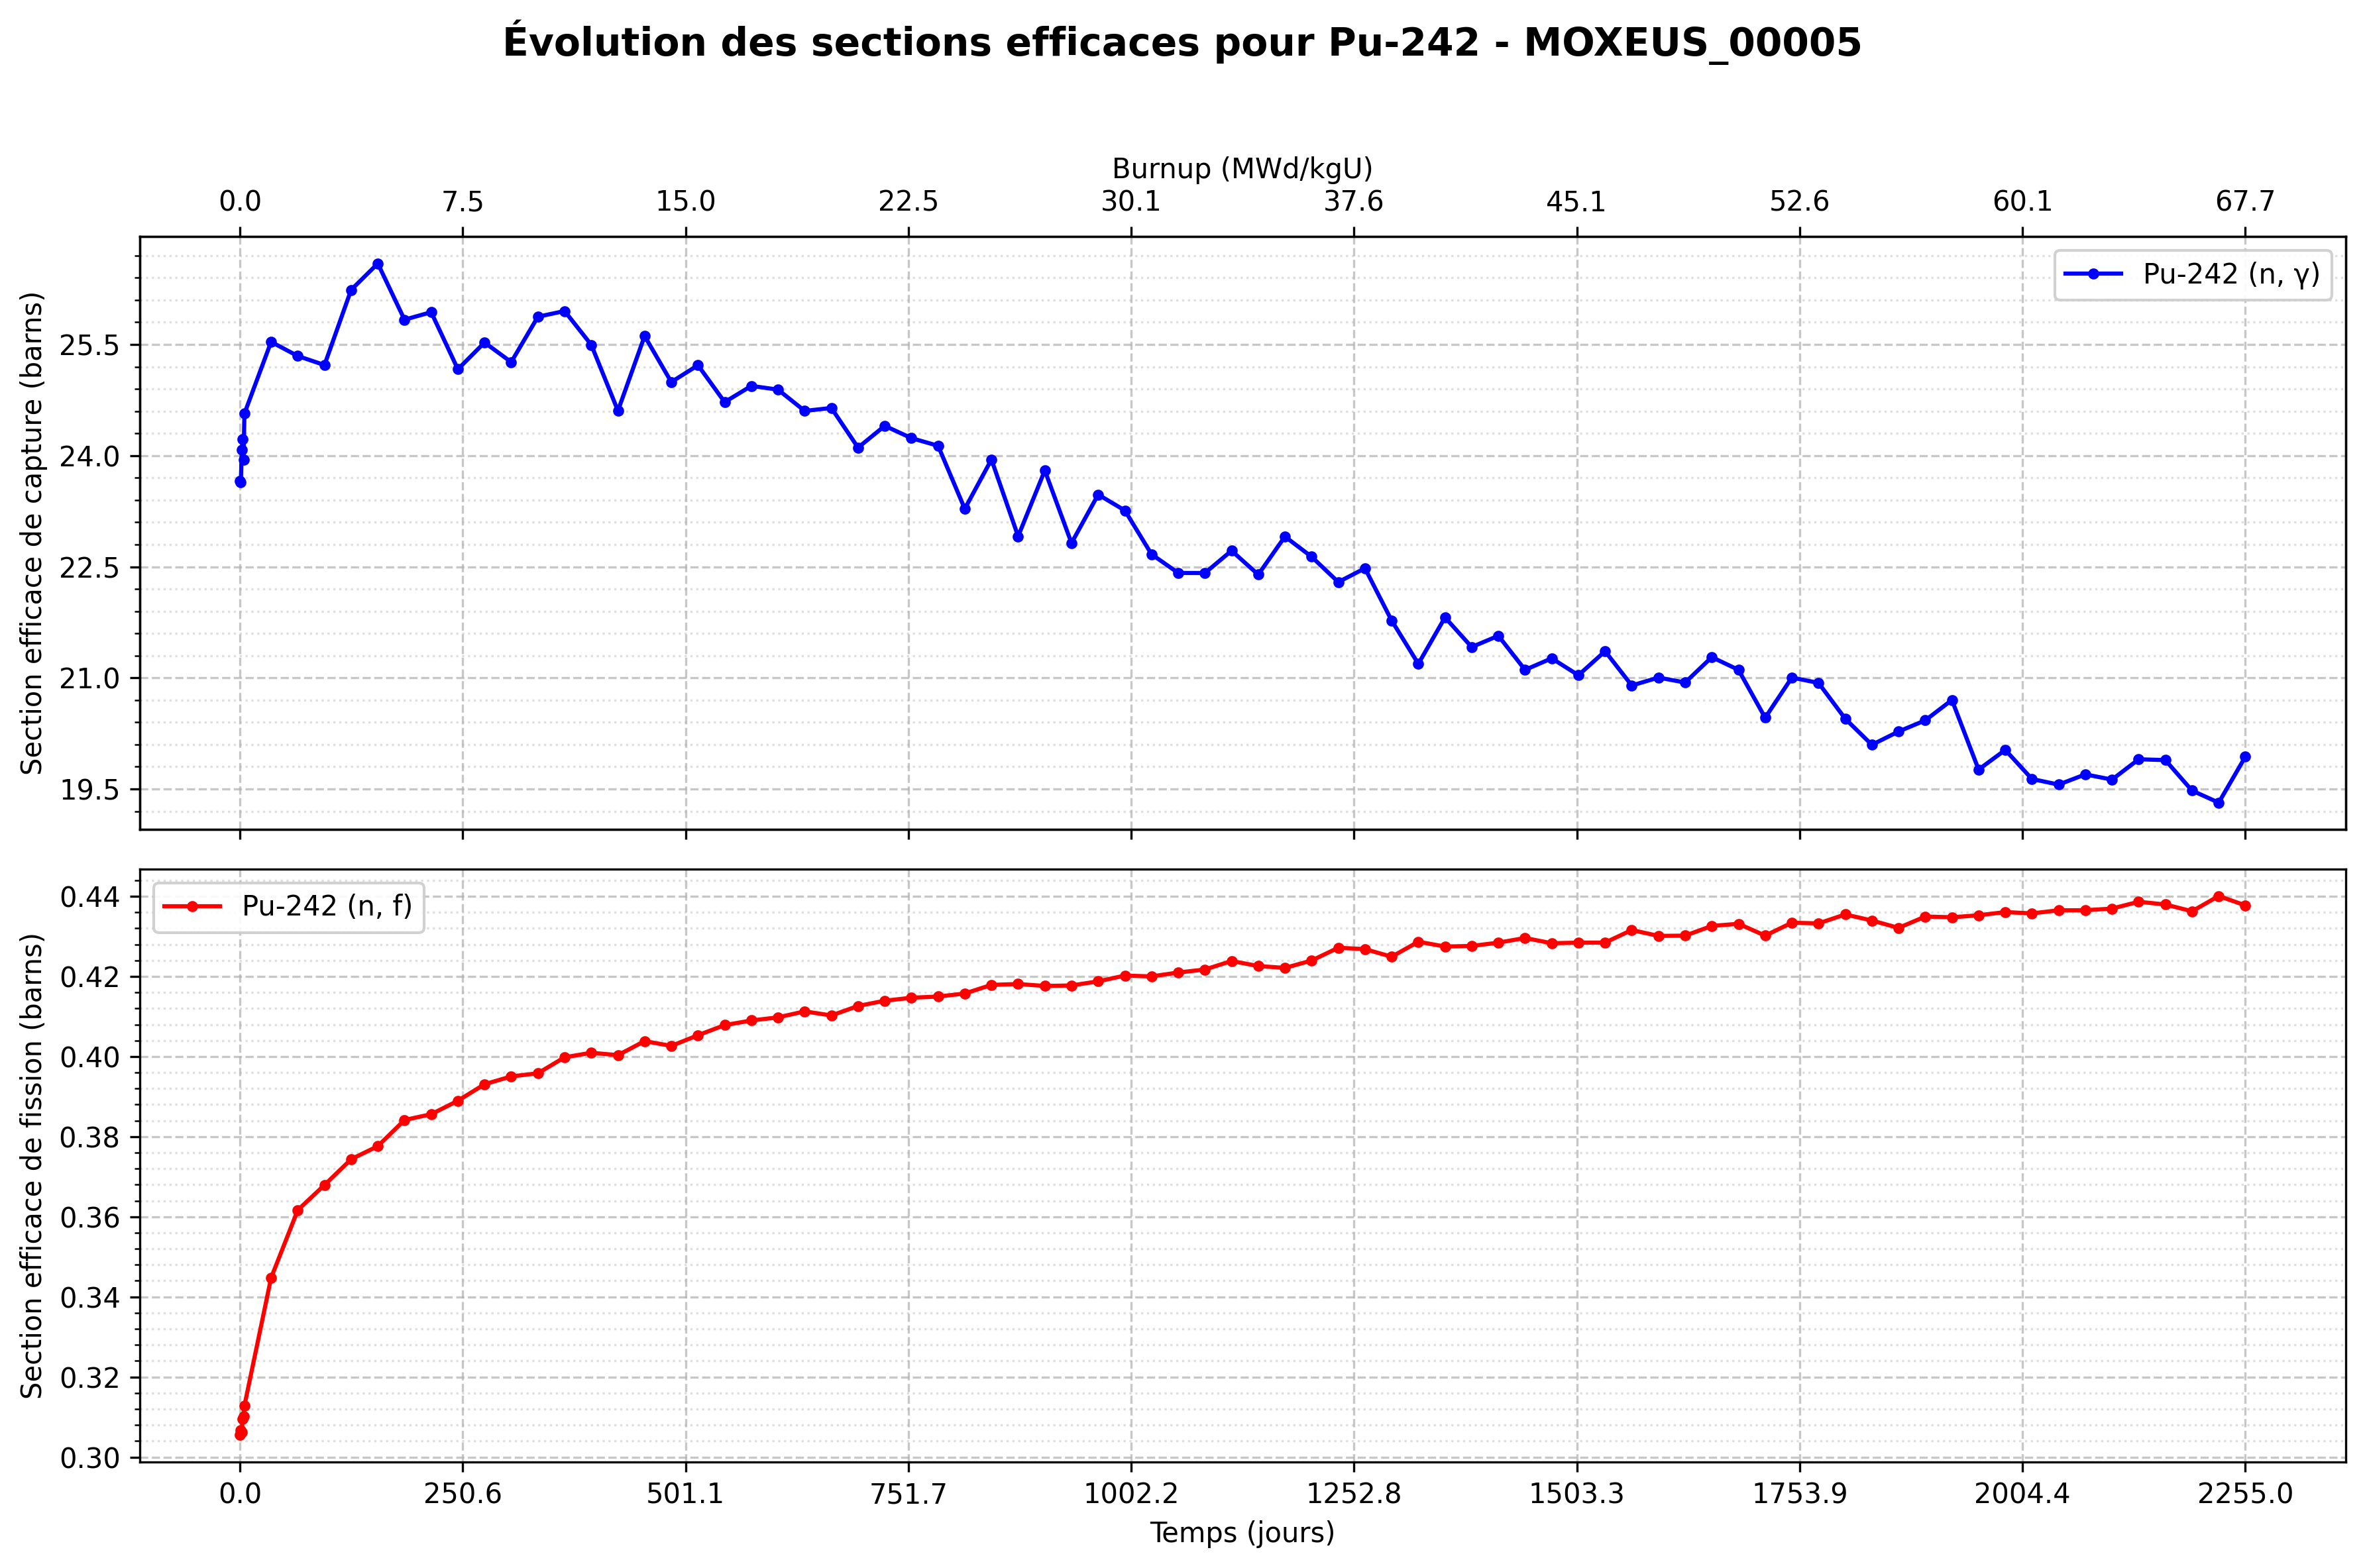 Évolution des sections efficaces pour Pu-242 - MOXEUS_00005
Burnup (MWd/kgU)
0.0 7.5 15.0 22.5 30.1 37.6 45.1 52.6 60.1 67.7
Section efficace de capture (barns)
25.5
24.0
22.5
21.0
19.5
Pu-242 (n, γ)
Section efficace de fission (barns)
0.44
0.42
0.40
0.38
0.36
0.34
0.32
0.30
Pu-242 (n, f)
0.0 250.6 501.1 751.7 1002.2 1252.8 1503.3 1753.9 2004.4 2255.0
Temps (jours)